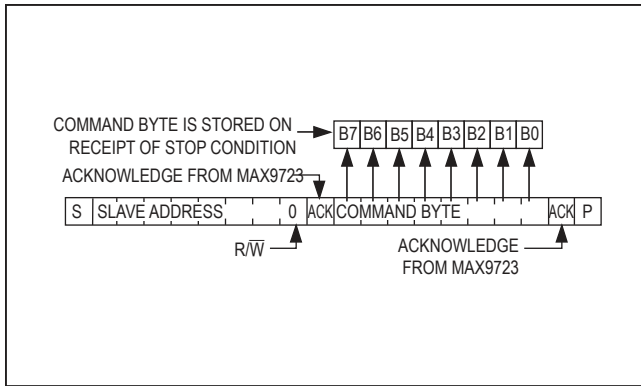 COMMAND BYTE IS STORED ON
RECEIPT OF STOP CONDITION
B7 B6 B5 B4 B3 B2 B1 B0
ACKNOWLEDGE FROM MAX9723
S SLAVE ADDRESS 0 ACK COMMAND BYTE ACK P
R/W̅
ACKNOWLEDGE
FROM MAX9723